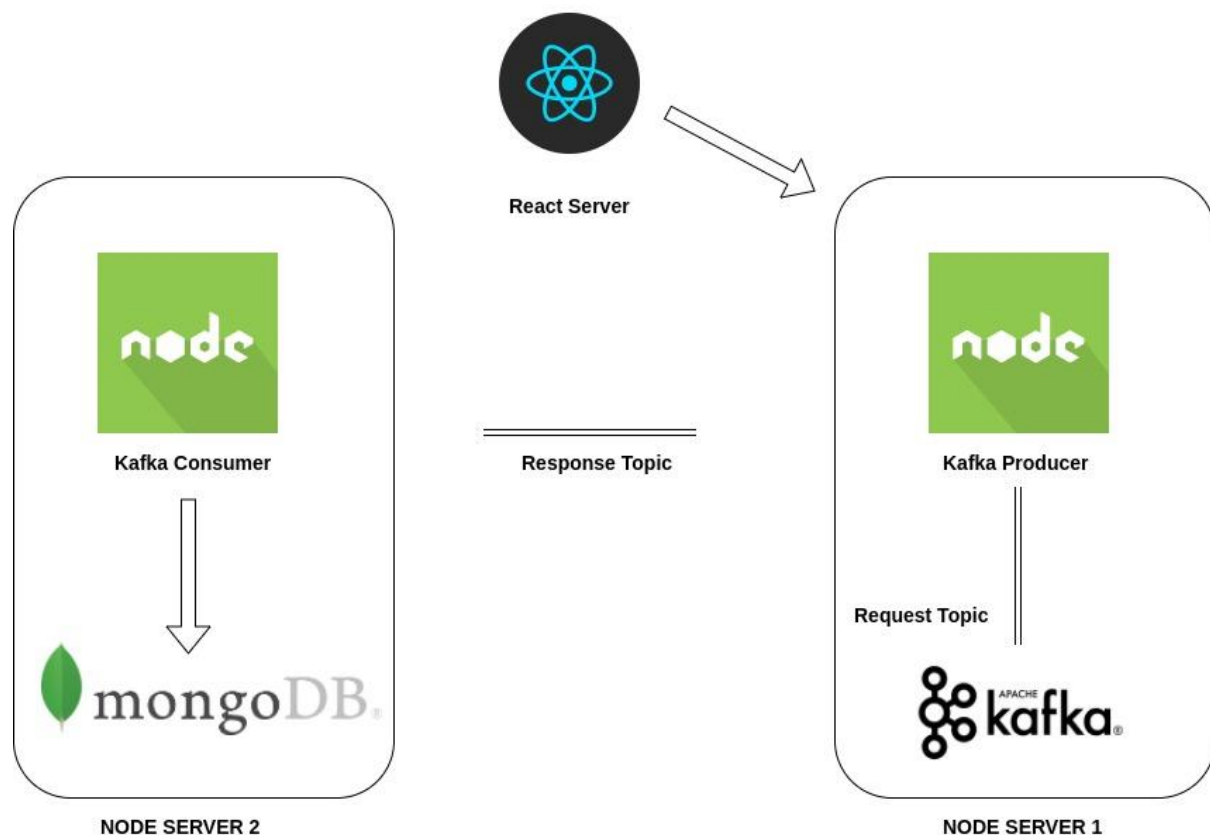 React Server
node
node
Kafka Consumer
Response Topic
Kafka Producer
Request Topic
mongoDB®
APACHE
kafka®
NODE SERVER 2
NODE SERVER 1